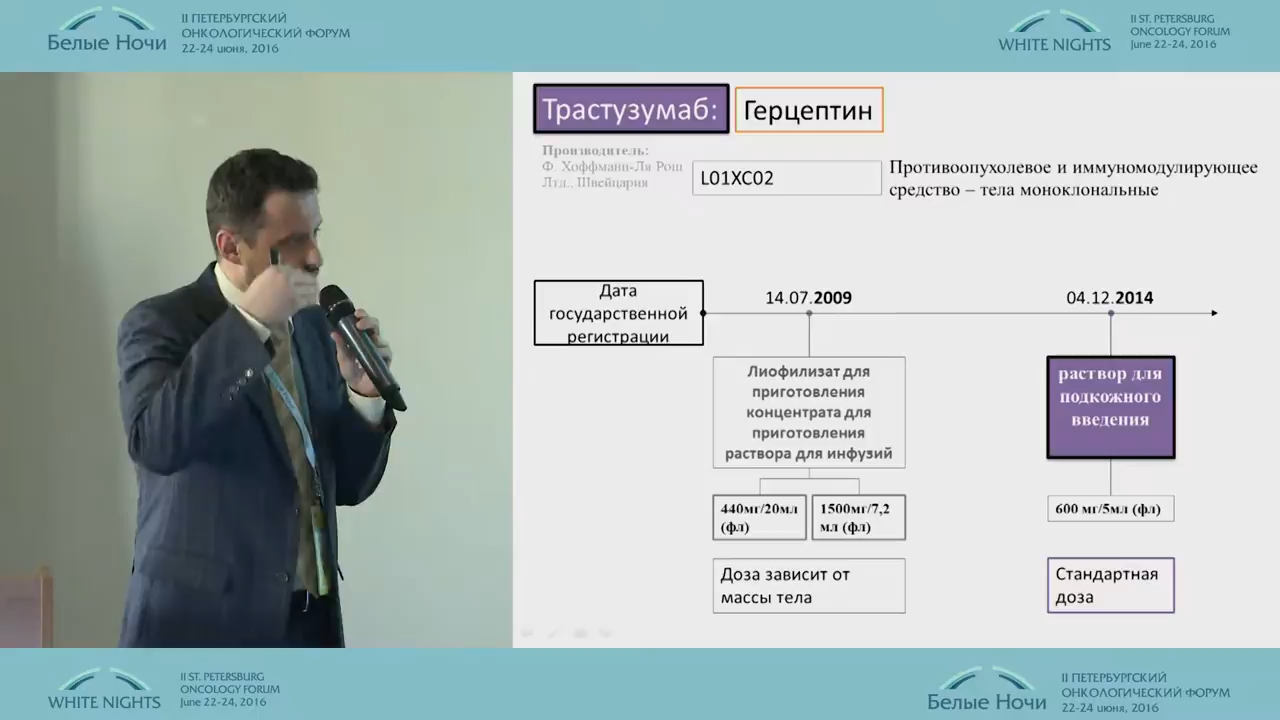 II ПЕТЕРБУРГСКИЙ
ОНКОЛОГИЧЕСКИЙ ФОРУМ
Белые Ночи
22-24 июня, 2016
II ST. PETERSBURG
ONCOLOGY FORUM
WHITE NIGHTS
June 22-24, 2016
Трастузумаб:
Герцептин
Производитель:
Ф. Хоффманн-Ля Рош
Лтд., Швейцария
L01XC02
Противоопухолевое и иммуномодулирующее
средство – тела моноклональные
Дата
государственной
регистрации
14.07.2009
04.12.2014
Лиофилизат для
приготовления
концентрата для
приготовления
раствора для инфузий
раствор для
подкожного
введения
440мг/20мл
(фл)
1500мг/7,2
мл (фл)
600 мг/5мл (фл)
Доза зависит от
массы тела
Стандартная
доза
II ST. PETERSBURG
ONCOLOGY FORUM
WHITE NIGHTS
June 22-24, 2016
II ПЕТЕРБУРГСКИЙ
ОНКОЛОГИЧЕСКИЙ ФОРУМ
Белые Ночи
22-24 июня, 2016